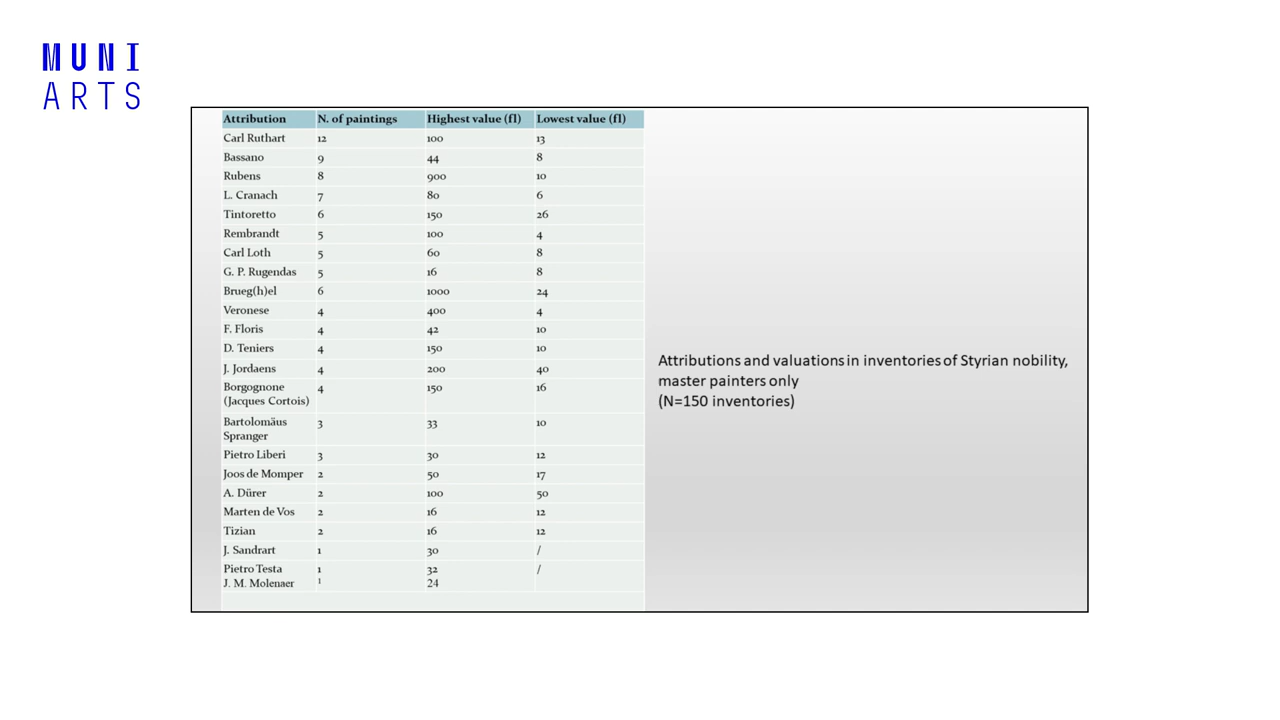 MUNI
ARTS
Attribution N. of paintings Highest value (fl) Lowest value (fl)
Carl Ruthart 12 100 13
Bassano 9 44 8
Rubens 8 900 10
L. Cranach 7 80 6
Tintoretto 6 150 26
Rembrandt 5 100 4
Carl Loth 5 60 8
G. P. Rugendas 5 16 8
Brueg(h)el 6 1000 24
Veronese 4 400 4
F. Floris 4 42 10
D. Teniers 4 150 10
J. Jordaens 4 200 40
Borgognone 4 150 16
(Jacques Cortois)
Bartolomäus 3 33 10
Spranger
Pietro Liberi 3 30 12
Joos de Momper 2 50 17
A. Dürer 2 100 50
Marten de Vos 2 16 12
Tizian 2 16 12
J. Sandrart 1 30 /
Pietro Testa 1 32 /
J. M. Molenaer 1 24
Attributions and valuations in inventories of Styrian nobility,
master painters only
(N=150 inventories)